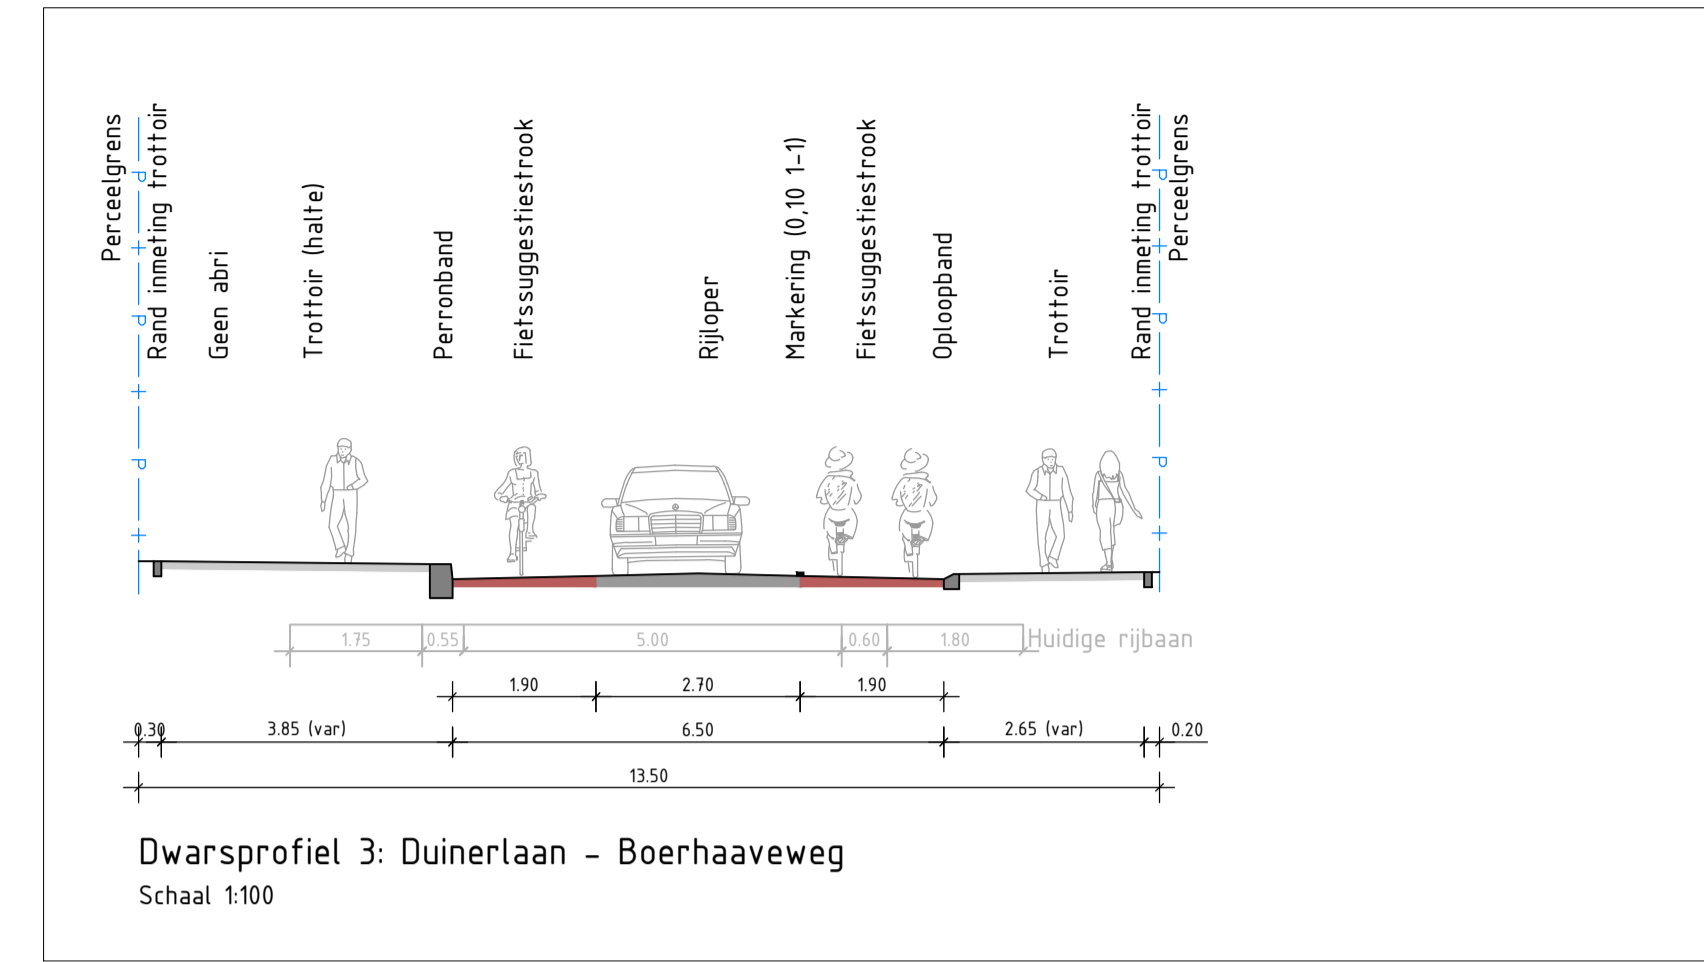 Perceelgrens
Rand inmeting trottoir
Geen abri
Trottoir (halte)
Perronband
Fietssuggestiestrook
Rijloper
Markering (0,10 1-1)
Fietssuggestiestrook
Oploopband
Trottoir
Rand inmeting trottoir
Perceelgrens
P P
P P
P P
1.75 0.55 5.00 0.60 1.80 Huidige rijbaan
1.90 2.70 1.90
0.30 3.85 (var) 6.50 2.65 (var) 0.20
13.50
Dwarsprofiel 3: Duinerlaan - Boerhaaveweg
Schaal 1:100